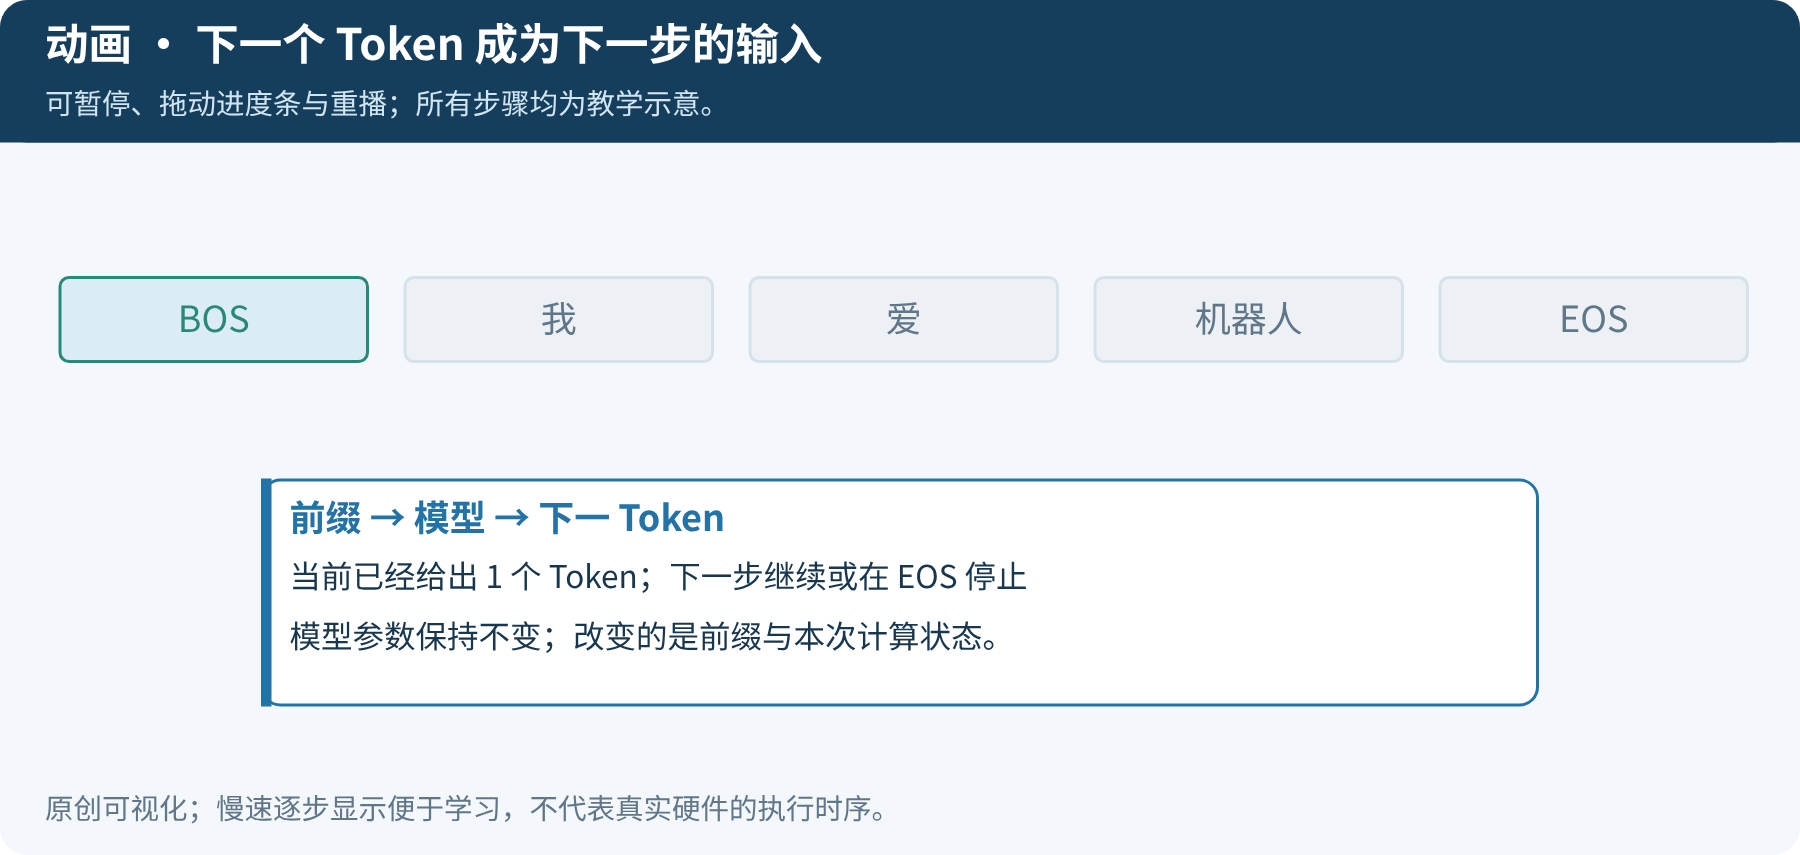 动画 · 下一个 Token 成为下一步的输入
可暂停、拖动进度条与重播；所有步骤均为教学示意。
BOS
我
爱
机器人
EOS
前缀 → 模型 → 下一 Token
当前已经给出 1 个 Token；下一步继续或在 EOS 停止
模型参数保持不变；改变的是前缀与本次计算状态。
原创可视化；慢速逐步显示便于学习，不代表真实硬件的执行时序。